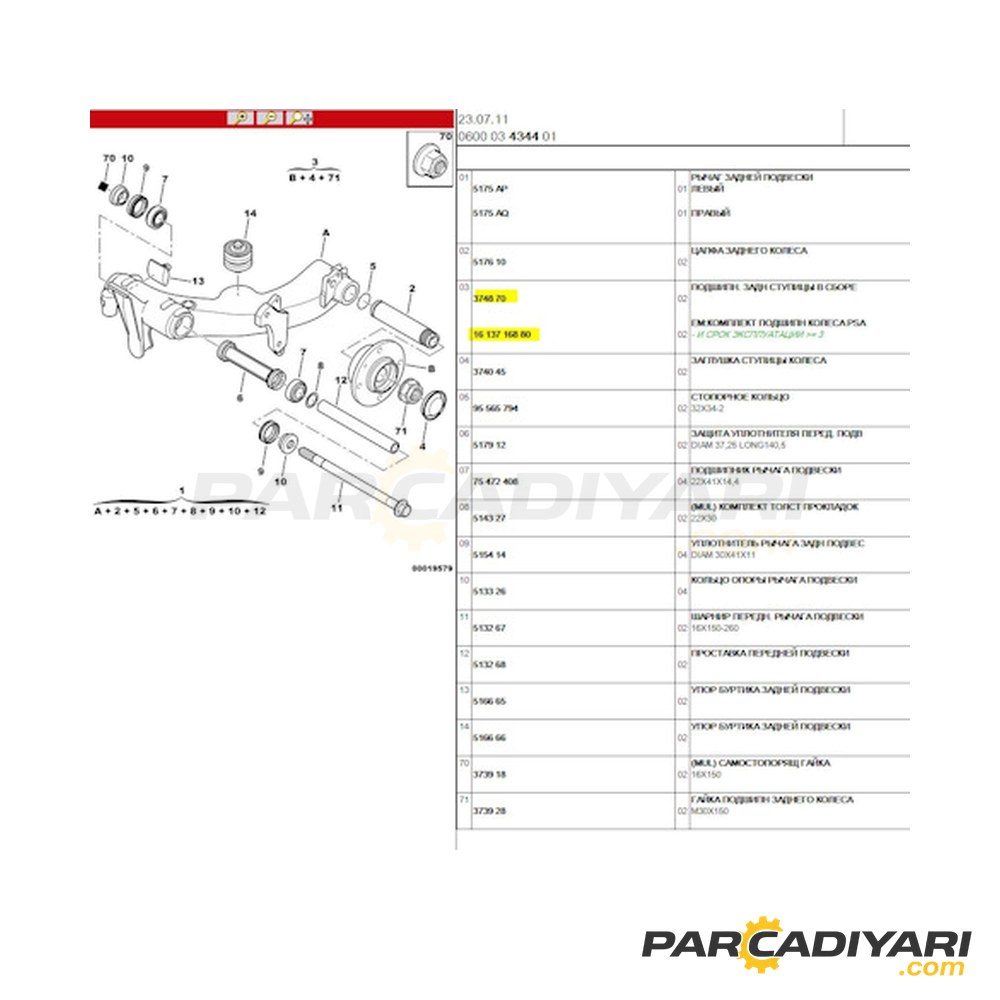 23.07.11
0600 03 4344 01
70
70 10 9 7
3
B + 4 + 71
14
A
13
5
2
B
7
8
12
6
71
4
9
10
11
1
A + 2 + 5 + 6 + 7 + 8 + 9 + 10 + 12
00019579
01 РЫЧАГ ЗАДНЕЙ ПОДВЕСКИ
5175 AP 01 ЛЕВЫЙ
5175 AQ 01 ПРАВЫЙ
02 ЦАПФА ЗАДНЕГО КОЛЕСА
5176 10 02
03 ПОДШИПН. ЗАДН СТУПИЦЫ В СБОРЕ
3748 70 02
EM:КОМПЛЕКТ ПОДШИПН КОЛЕСА PSA
16 137 168 80 02 - И СРОК ЭКСПЛУАТАЦИИ >= 3
04 ЗАГЛУШКА СТУПИЦЫ КОЛЕСА
3740 45 02
05 СТОПОРНОЕ КОЛЬЦО
95 565 794 02 32X34-2
06 ЗАЩИТА УПЛОТНИТЕЛЯ ПЕРЕД. ПОДВ
5179 12 02 DIAM 37,25 LONG140,5
07 ПОДШИПНИК РЫЧАГА ПОДВЕСКИ
75 472 408 04 22X41X14,4
08 (MUL) КОМПЛЕКТ ТОЛСТ ПРОКЛАДОК
5143 27 02 22X30
09 УПЛОТНИТЕЛЬ РЫЧАГА ЗАДН ПОДВЕС
5154 14 04 DIAM 30X41X11
10 КОЛЬЦО ОПОРЫ РЫЧАГА ПОДВЕСКИ
5133 26 04
11 ШАРНИР ПЕРЕДН. РЫЧАГА ПОДВЕСКИ
5132 67 02 16X150-260
12 ПРОСТАВКА ПЕРЕДНЕЙ ПОДВЕСКИ
5132 68 02
13 УПОР БУРТИКА ЗАДНЕЙ ПОДВЕСКИ
5166 65 02
14 УПОР БУРТИКА ЗАДНЕЙ ПОДВЕСКИ
5166 66 02
70 (MUL) САМОСТОПОРЯЩ ГАЙКА
3739 18 02 16X150
71 ГАЙКА ПОДШИПН ЗАДНЕГО КОЛЕСА
3739 28 02 M30X150
PARCADIYARI
.com
PARCADIYARI
.com